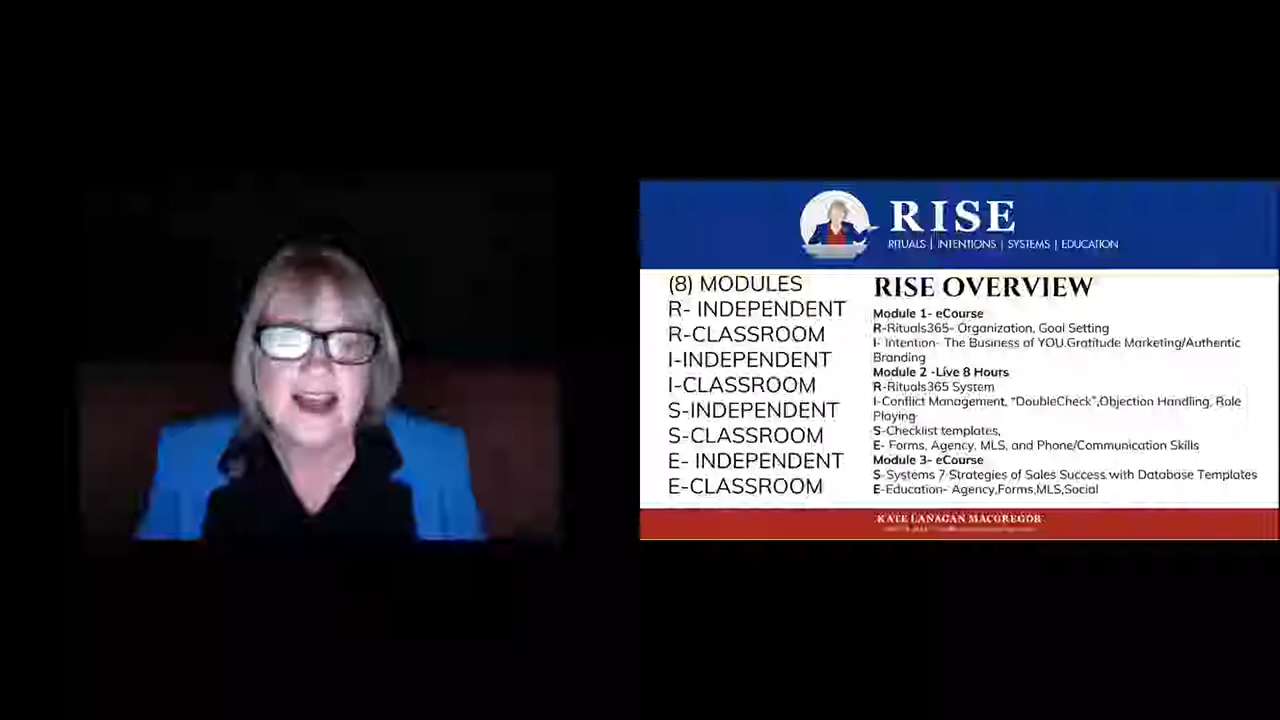 RISE
RITUALS | INTENTIONS | SYSTEMS | EDUCATION
(8) MODULES
R- INDEPENDENT
R-CLASSROOM
I-INDEPENDENT
I-CLASSROOM
S-INDEPENDENT
S-CLASSROOM
E- INDEPENDENT
E-CLASSROOM
RISE OVERVIEW
Module 1- eCourse
R-Rituals365- Organization, Goal Setting
I- Intention- The Business of YOU.Gratitude Marketing/Authentic
Branding
Module 2 -Live 8 Hours
R-Rituals365 System
I-Conflict Management, "DoubleCheck",Objection Handling, Role
Playing
S-Checklist templates,
E- Forms, Agency, MLS, and Phone/Communication Skills
Module 3- eCourse
S-Systems 7 Strategies of Sales Success with Database Templates
E-Education- Agency,Forms,MLS,Social
KATE LANAGAN MACGREGOR